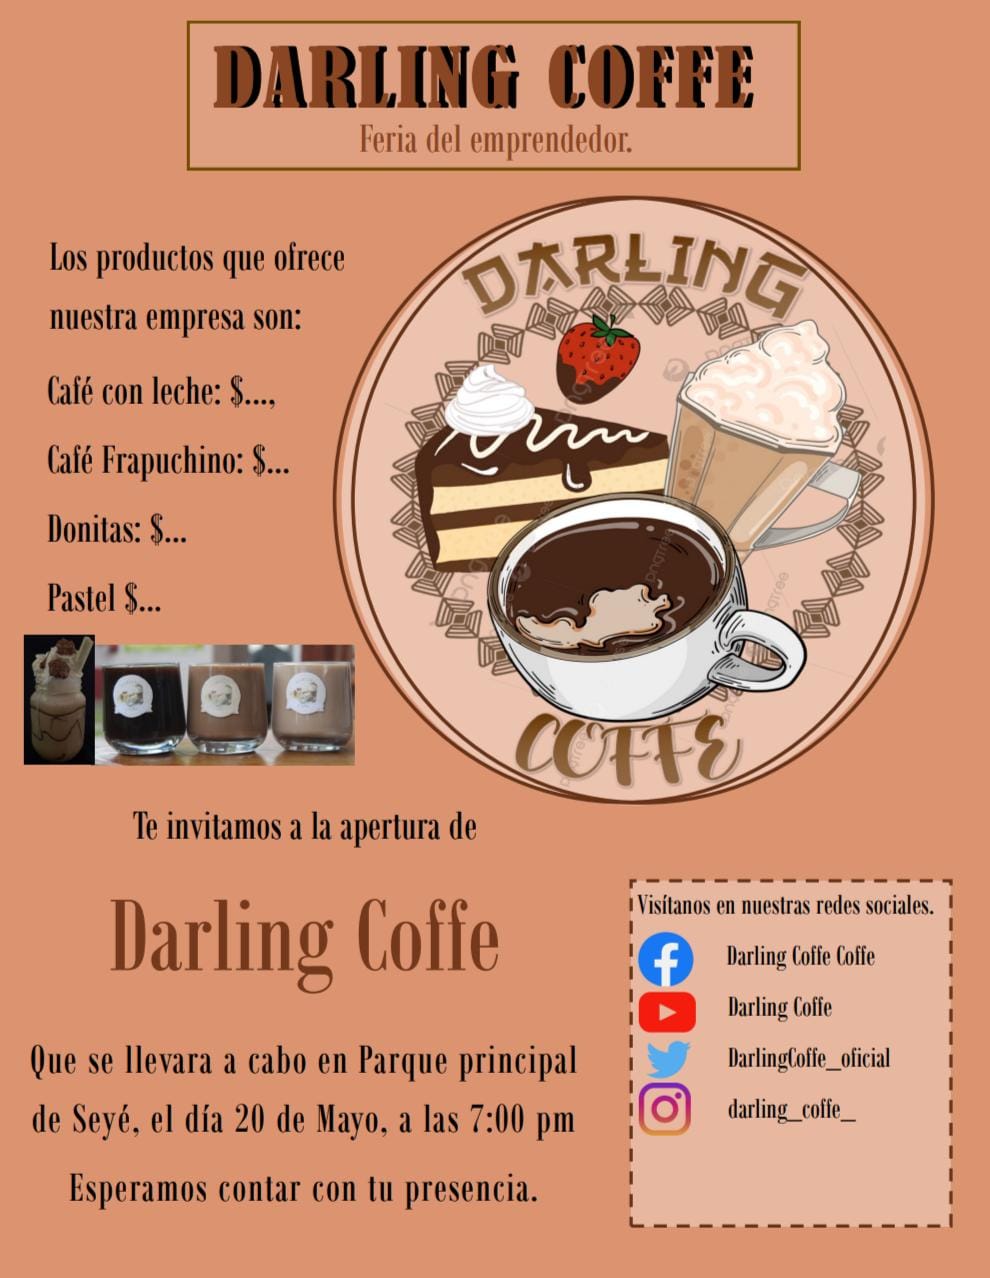 DARLING COFFE
Feria del emprendedor.
Los productos que ofrece
nuestra empresa son:
Café con leche: $...,
Café Frapuchino: $...
Donitas: $...
Pastel $...
DARLING
COFFE
pngtree
Te invitamos a la apertura de
Darling Coffe
Que se llevara a cabo en Parque principal
de Seyé, el día 20 de Mayo, a las 7:00 pm
Esperamos contar con tu presencia.
Visítanos en nuestras redes sociales.
Darling Coffe Coffe
Darling Coffe
DarlingCoffe_oficial
darling_coffe_